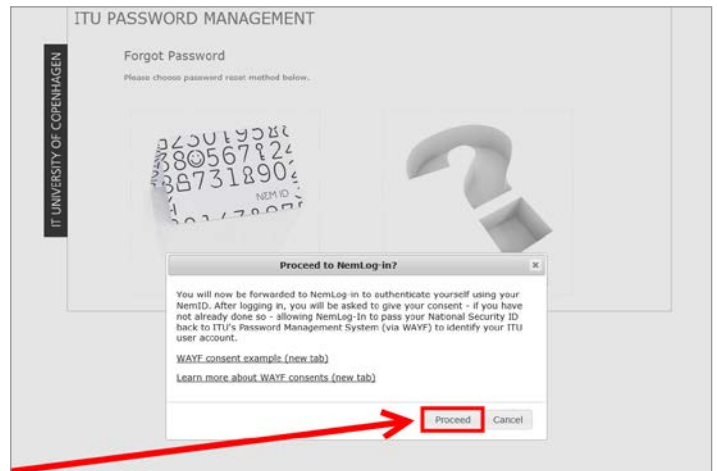 ITU PASSWORD MANAGEMENT
IT UNIVERSITY OF COPENHAGEN
Forgot Password
Please choose password reset method below.
NEM ID
Proceed to NemLog-in?
You will now be forwarded to NemLog-in to authenticate yourself using your
NemID. After logging in, you will be asked to give your consent - if you have
not already done so - allowing NemLog-In to pass your National Security ID
back to ITU's Password Management System (via WAYF) to identify your ITU
user account.
WAYF consent example (new tab)
Learn more about WAYF consents (new tab)
Proceed Cancel